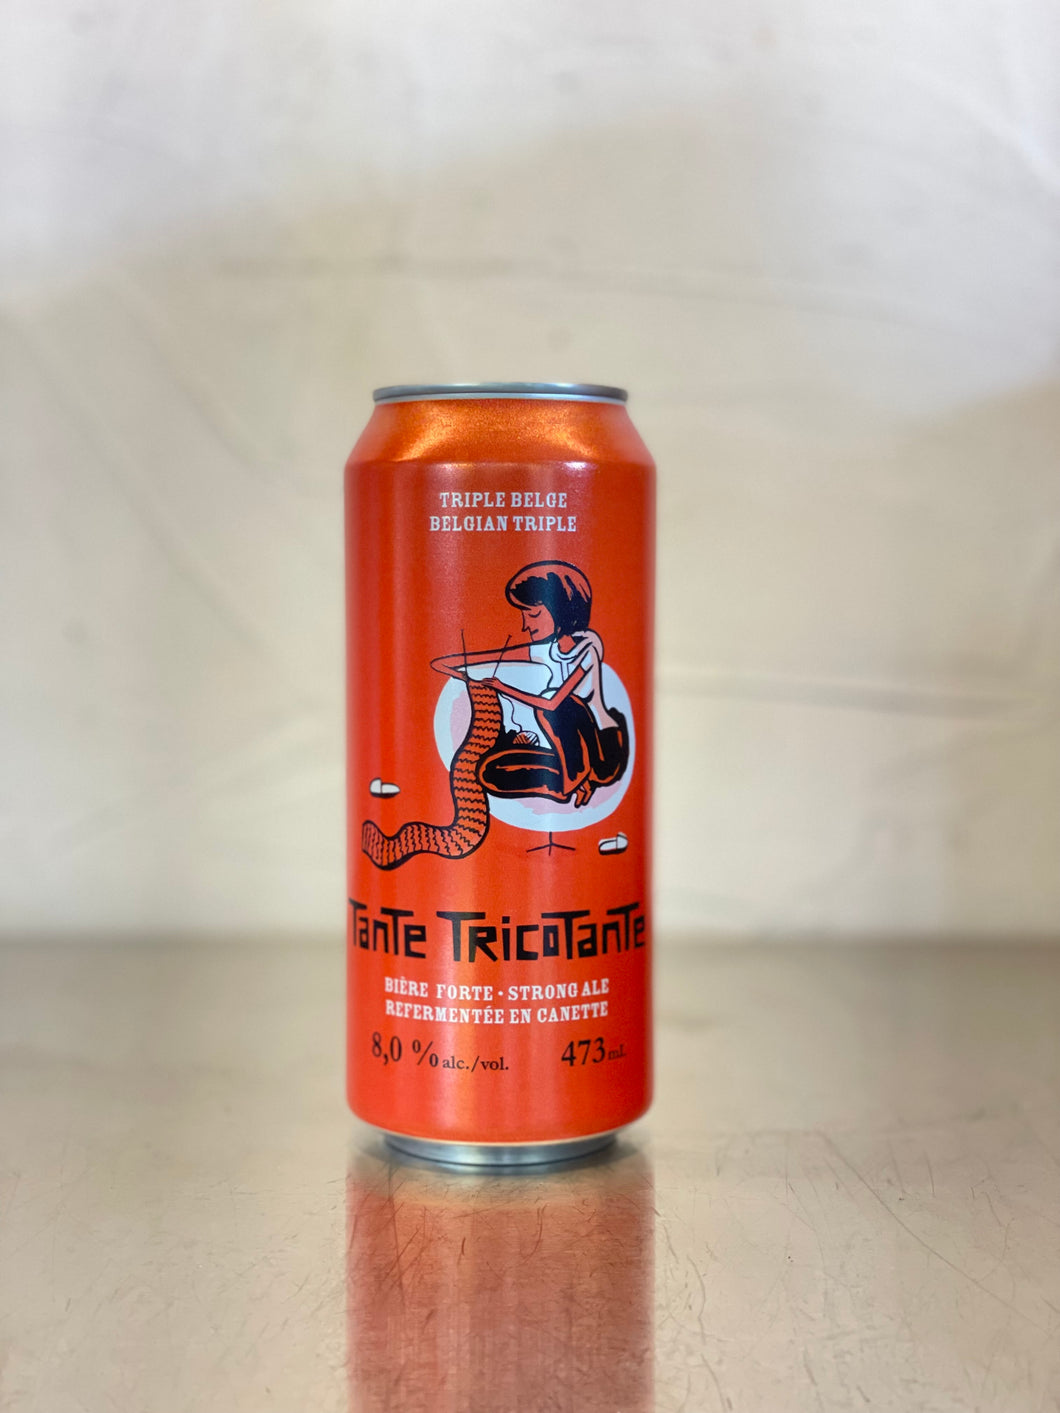 TRIPLE BELGE
BELGIAN TRIPLE
TanTe TRicoTanTe
BIÈRE FORTE · STRONG ALE
REFERMENTÉE EN CANETTE
8,0 % alc./vol. 473 mL